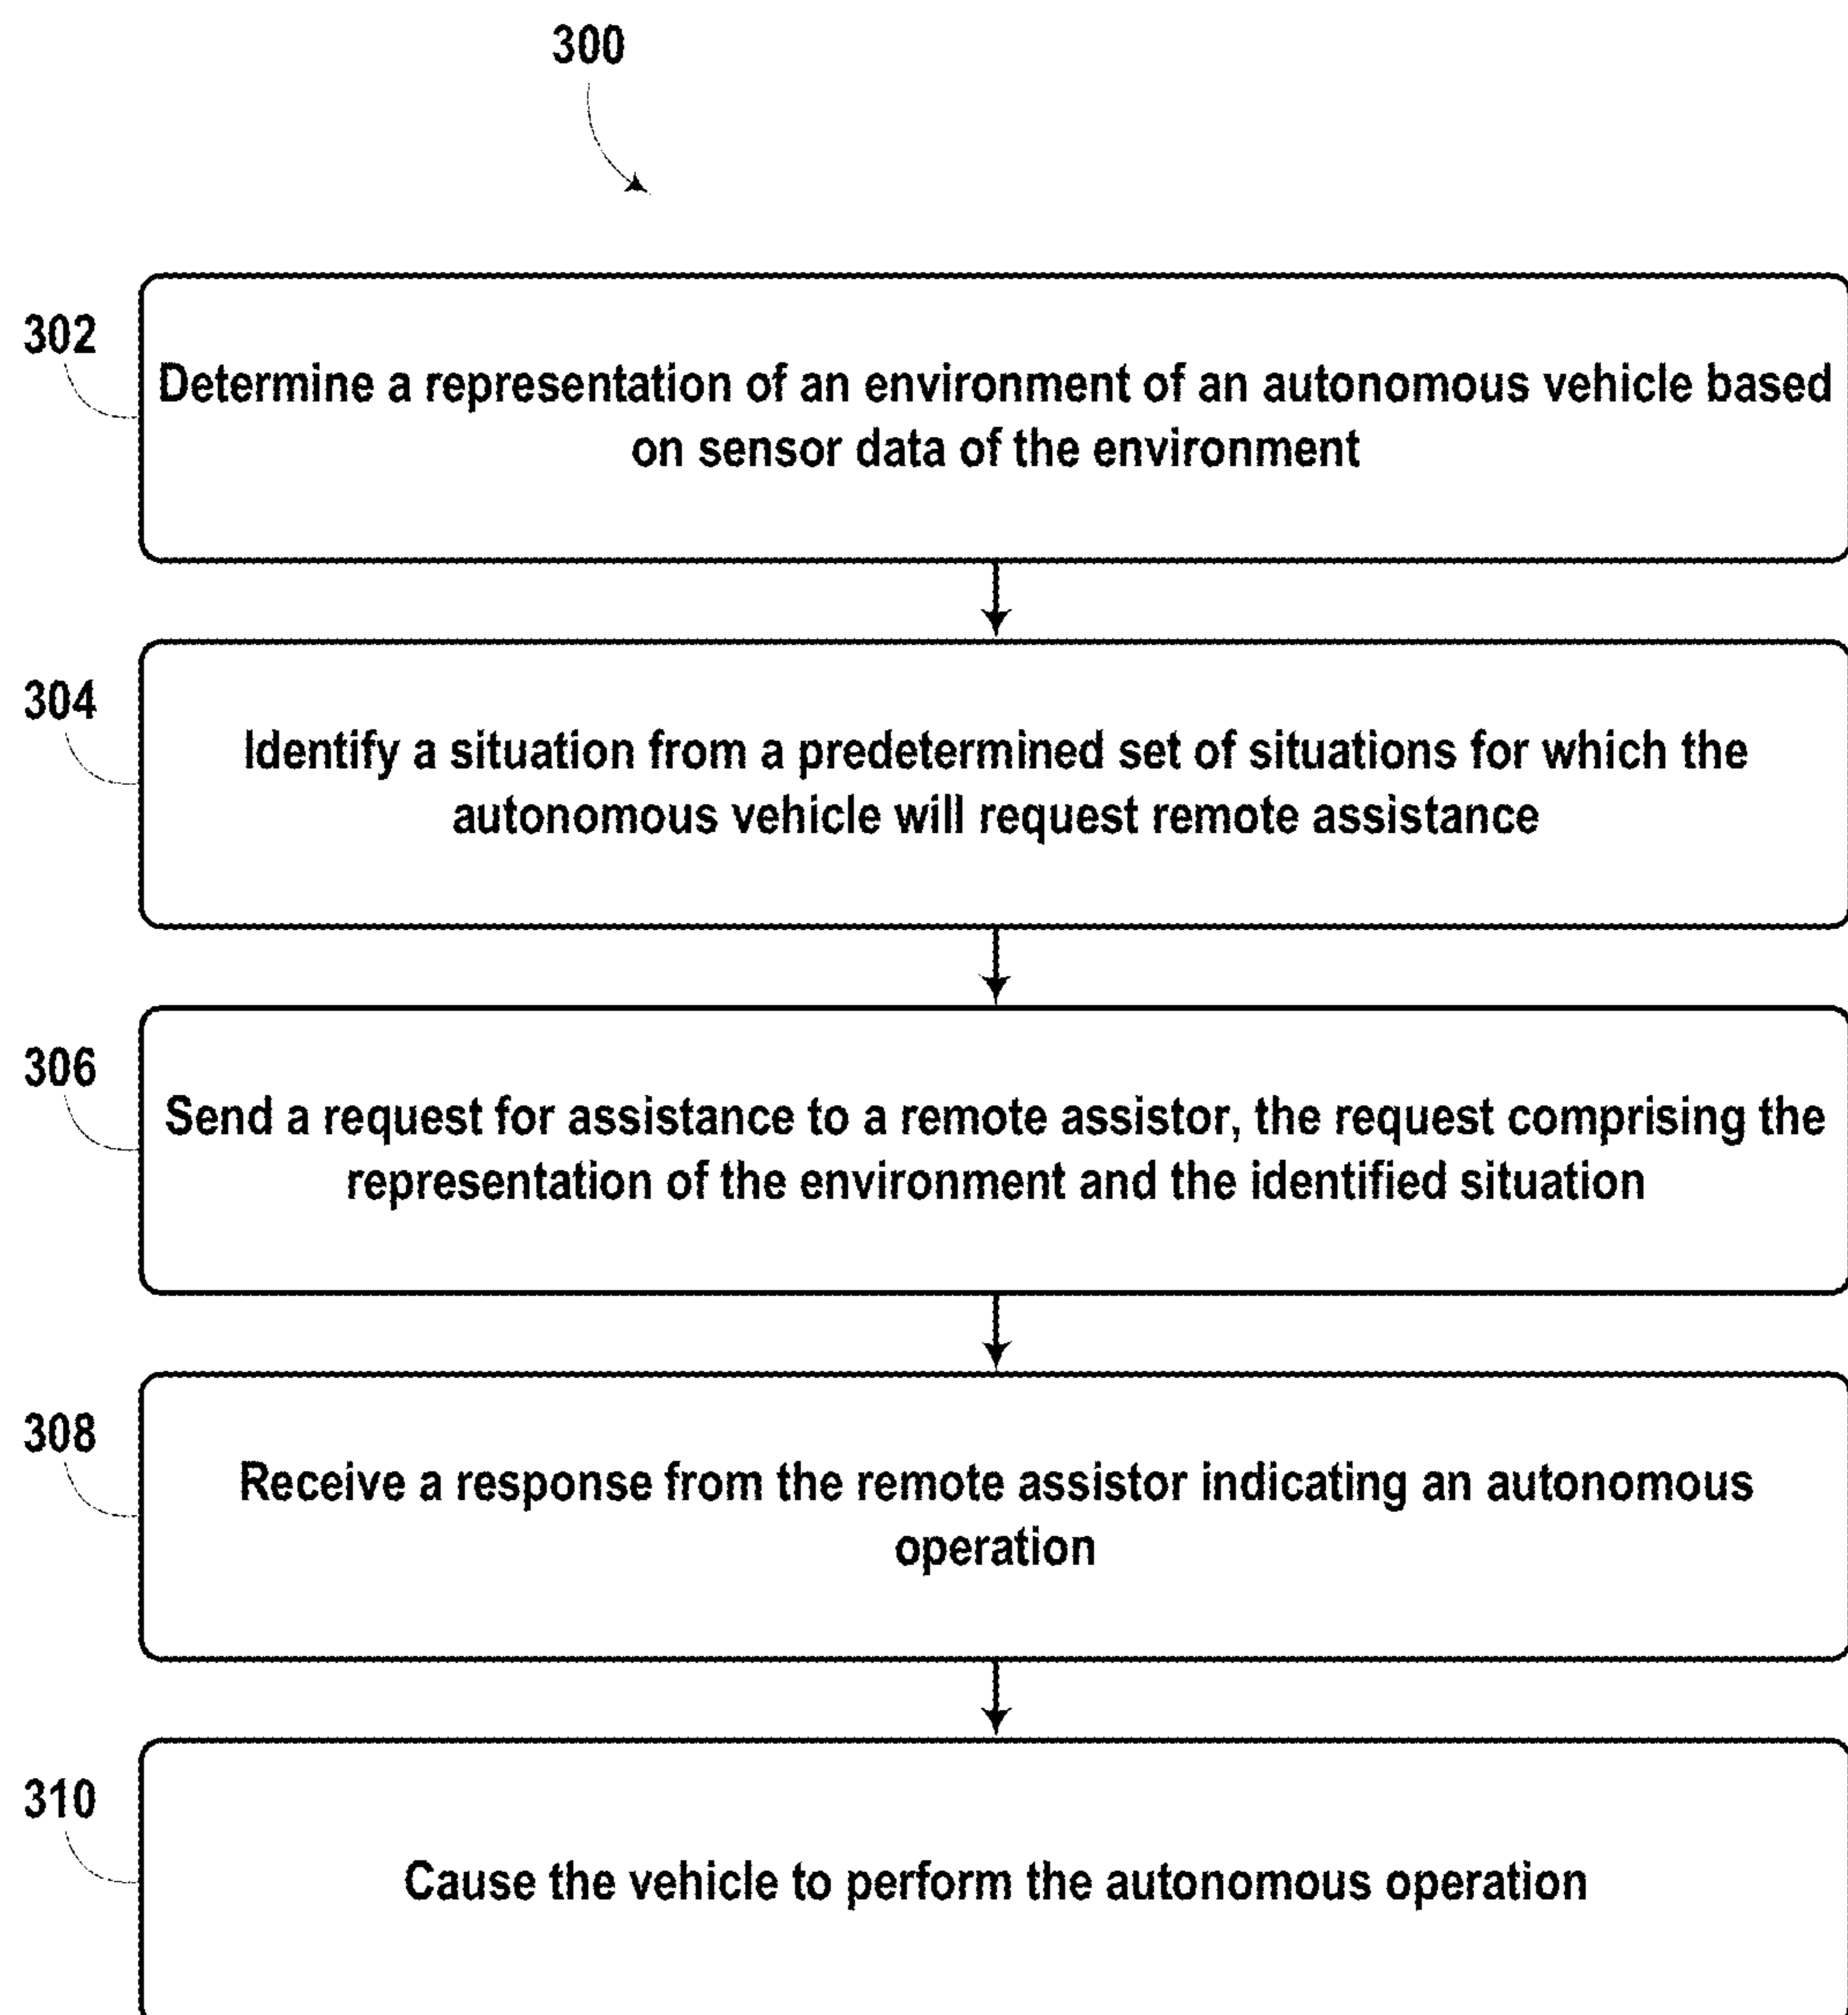 300
302
Determine a representation of an environment of an autonomous vehicle based
on sensor data of the environment
304
Identify a situation from a predetermined set of situations for which the
autonomous vehicle will request remote assistance
306
Send a request for assistance to a remote assistor, the request comprising the
representation of the environment and the identified situation
308
Receive a response from the remote assistor indicating an autonomous
operation
310
Cause the vehicle to perform the autonomous operation